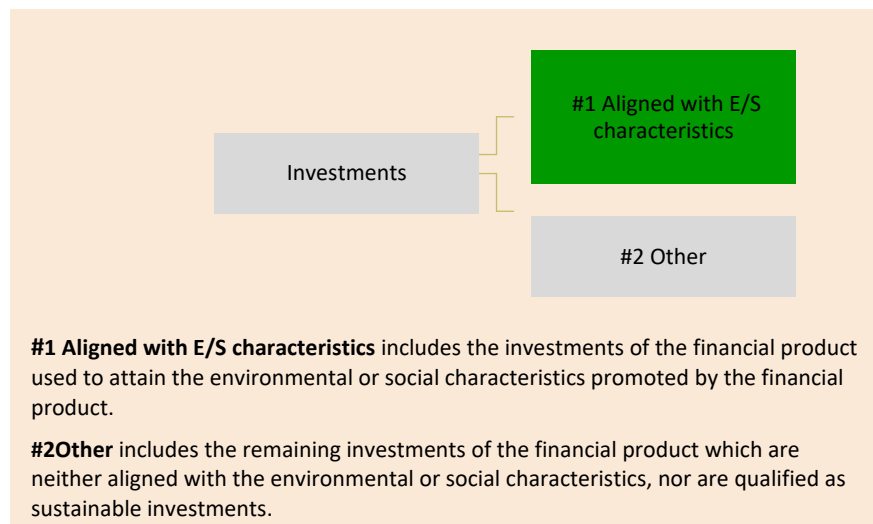 #1 Aligned with E/S
characteristics
Investments
#2 Other
#1 Aligned with E/S characteristics includes the investments of the financial product
used to attain the environmental or social characteristics promoted by the financial
product.
#2Other includes the remaining investments of the financial product which are
neither aligned with the environmental or social characteristics, nor are qualified as
sustainable investments.